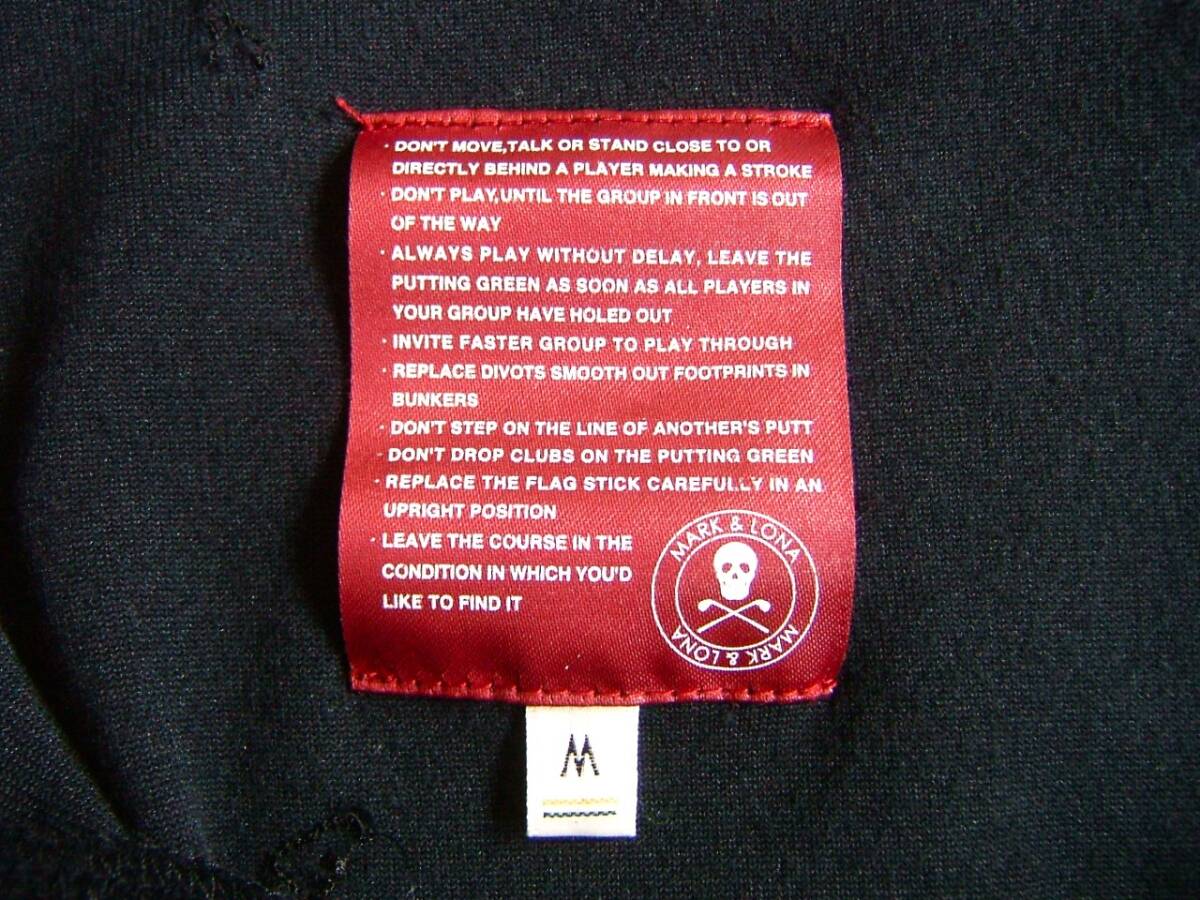 · DON'T MOVE,TALK OR STAND CLOSE TO OR
DIRECTLY BEHIND A PLAYER MAKING A STROKE
· DON'T PLAY,UNTIL THE GROUP IN FRONT IS OUT
OF THE WAY
· ALWAYS PLAY WITHOUT DELAY, LEAVE THE
PUTTING GREEN AS SOON AS ALL PLAYERS IN
YOUR GROUP HAVE HOLED OUT
· INVITE FASTER GROUP TO PLAY THROUGH
· REPLACE DIVOTS SMOOTH OUT FOOTPRINTS IN
BUNKERS
· DON'T STEP ON THE LINE OF ANOTHER'S PUTT
· DON'T DROP CLUBS ON THE PUTTING GREEN
· REPLACE THE FLAG STICK CAREFULLY IN AN
UPRIGHT POSITION
· LEAVE THE COURSE IN THE
CONDITION IN WHICH YOU'D
LIKE TO FIND IT
MARK & LONA
MARK & LONA
M